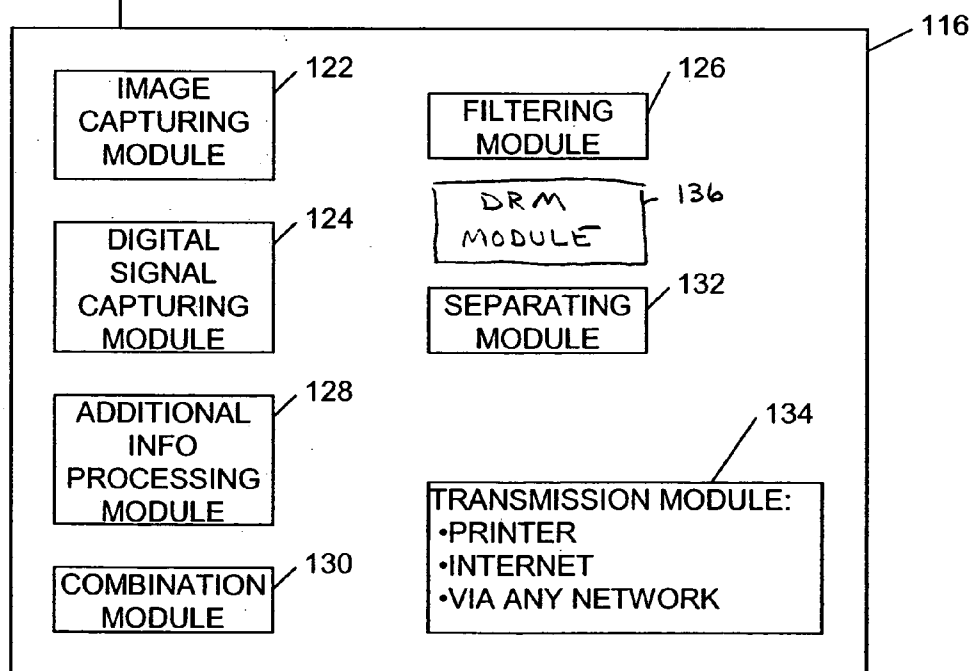 116
122
IMAGE
CAPTURING
MODULE
124
DIGITAL
SIGNAL
CAPTURING
MODULE
128
ADDITIONAL
INFO
PROCESSING
MODULE
130
COMBINATION
MODULE
126
FILTERING
MODULE
136
DRM
MODULE
132
SEPARATING
MODULE
134
TRANSMISSION MODULE:
•PRINTER
•INTERNET
•VIA ANY NETWORK